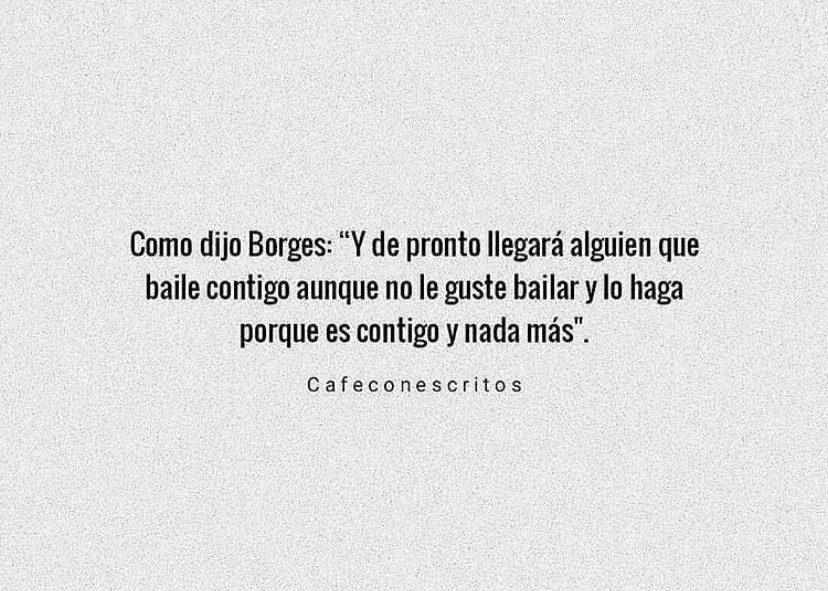 Como dijo Borges: “Y de pronto llegará alguien que
baile contigo aunque no le guste bailar y lo haga
porque es contigo y nada más".
Cafeconescritos